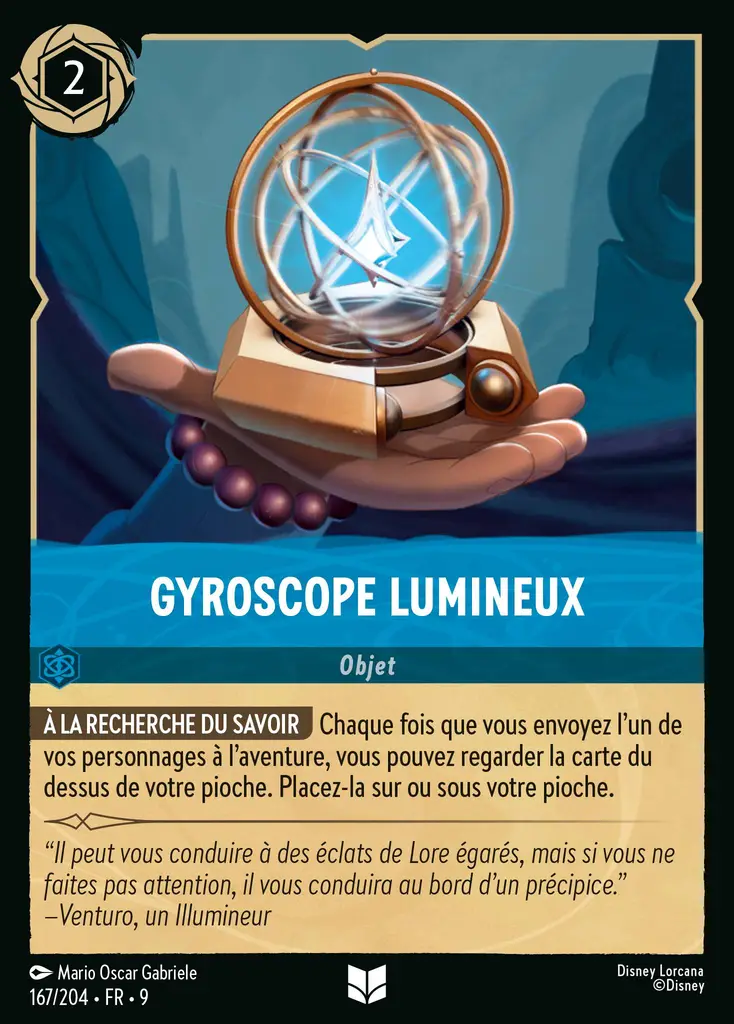 2
GYROSCOPE LUMINEUX
Objet
À LA RECHERCHE DU SAVOIR Chaque fois que vous envoyez l’un de
vos personnages à l’aventure, vous pouvez regarder la carte du
dessus de votre pioche. Placez-la sur ou sous votre pioche.
“Il peut vous conduire à des éclats de Lore égarés, mais si vous ne
faites pas attention, il vous conduira au bord d’un précipice.”
–Venturo, un Illumineur
Mario Oscar Gabriele
167/204 • FR • 9
Disney Lorcana
©Disney